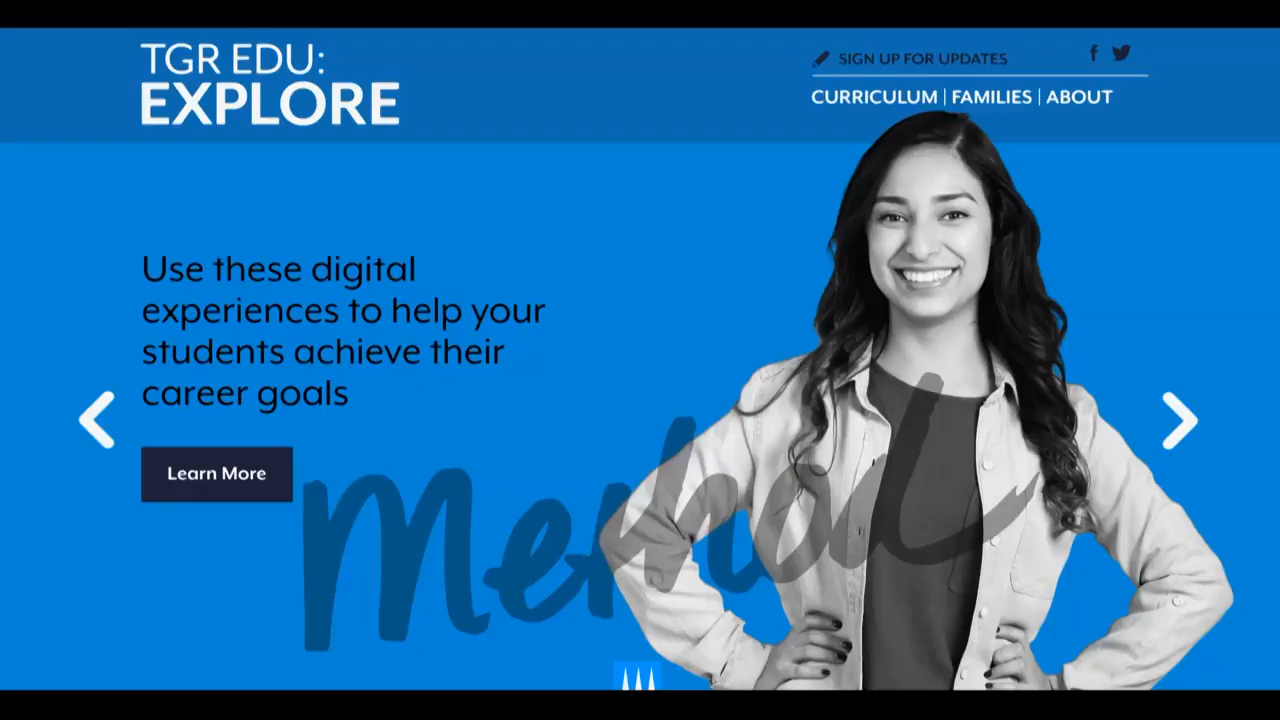 TGR EDU:
EXPLORE
SIGN UP FOR UPDATES
CURRICULUM | FAMILIES | ABOUT
Use these digital
experiences to help your
students achieve their
career goals
Learn More
Method